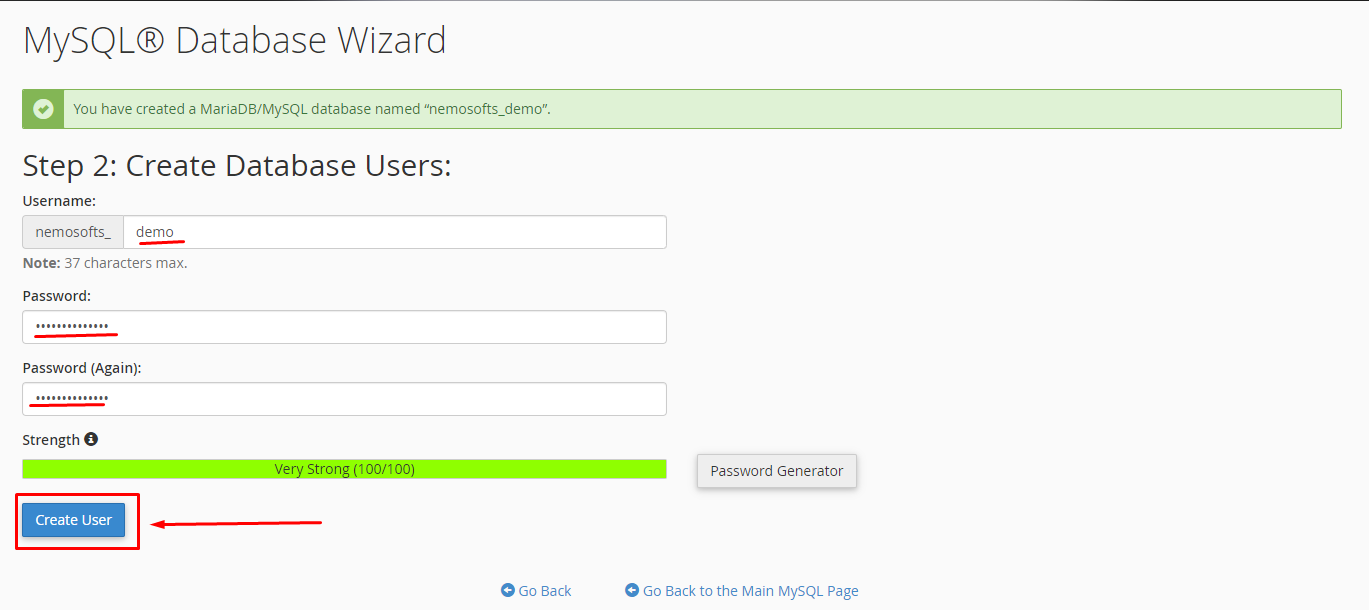 MySQL® Database Wizard
You have created a MariaDB/MySQL database named “nemosofts_demo”.
Step 2: Create Database Users:
Username:
nemosofts_ demo
Note: 37 characters max.
Password:
••••••••••••••
Password (Again):
••••••••••••••
Strength
Very Strong (100/100)
Password Generator
Create User
Go Back
Go Back to the Main MySQL Page